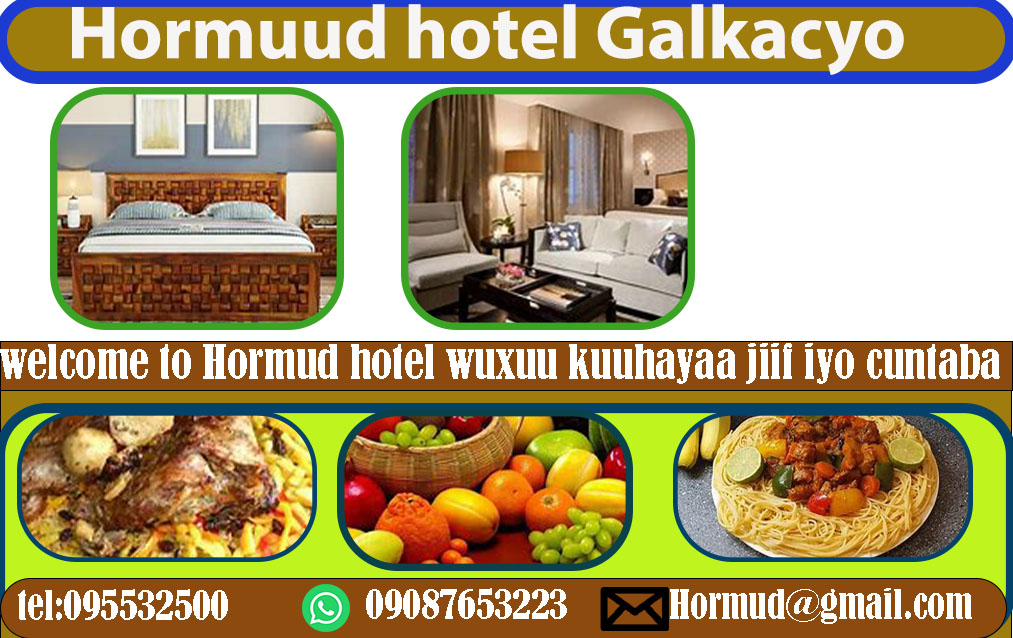 Hormuud hotel Galkacyo
welcome to Hormud hotel wuxuu kuuhayaa jiif iyo cuntaba
tel:095532500 09087653223 Hormud@gmail.com